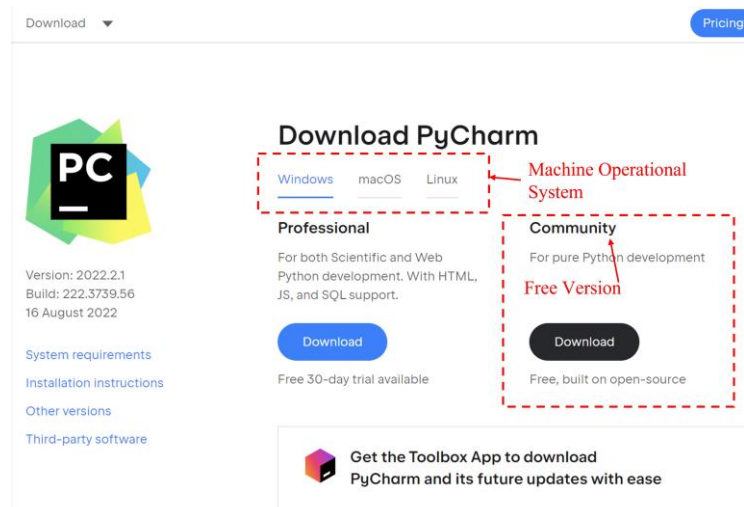 Download
Pricing
PC
Version: 2022.2.1
Build: 222.3739.56
16 August 2022
System requirements
Installation instructions
Other versions
Third-party software
Download PyCharm
Windows macOS Linux
Machine Operational
System
Professional
For both Scientific and Web
Python development. With HTML,
JS, and SQL support.
Download
Free 30-day trial available
Community
For pure Python development
Free Version
Download
Free, built on open-source
Get the Toolbox App to download
PyCharm and its future updates with ease